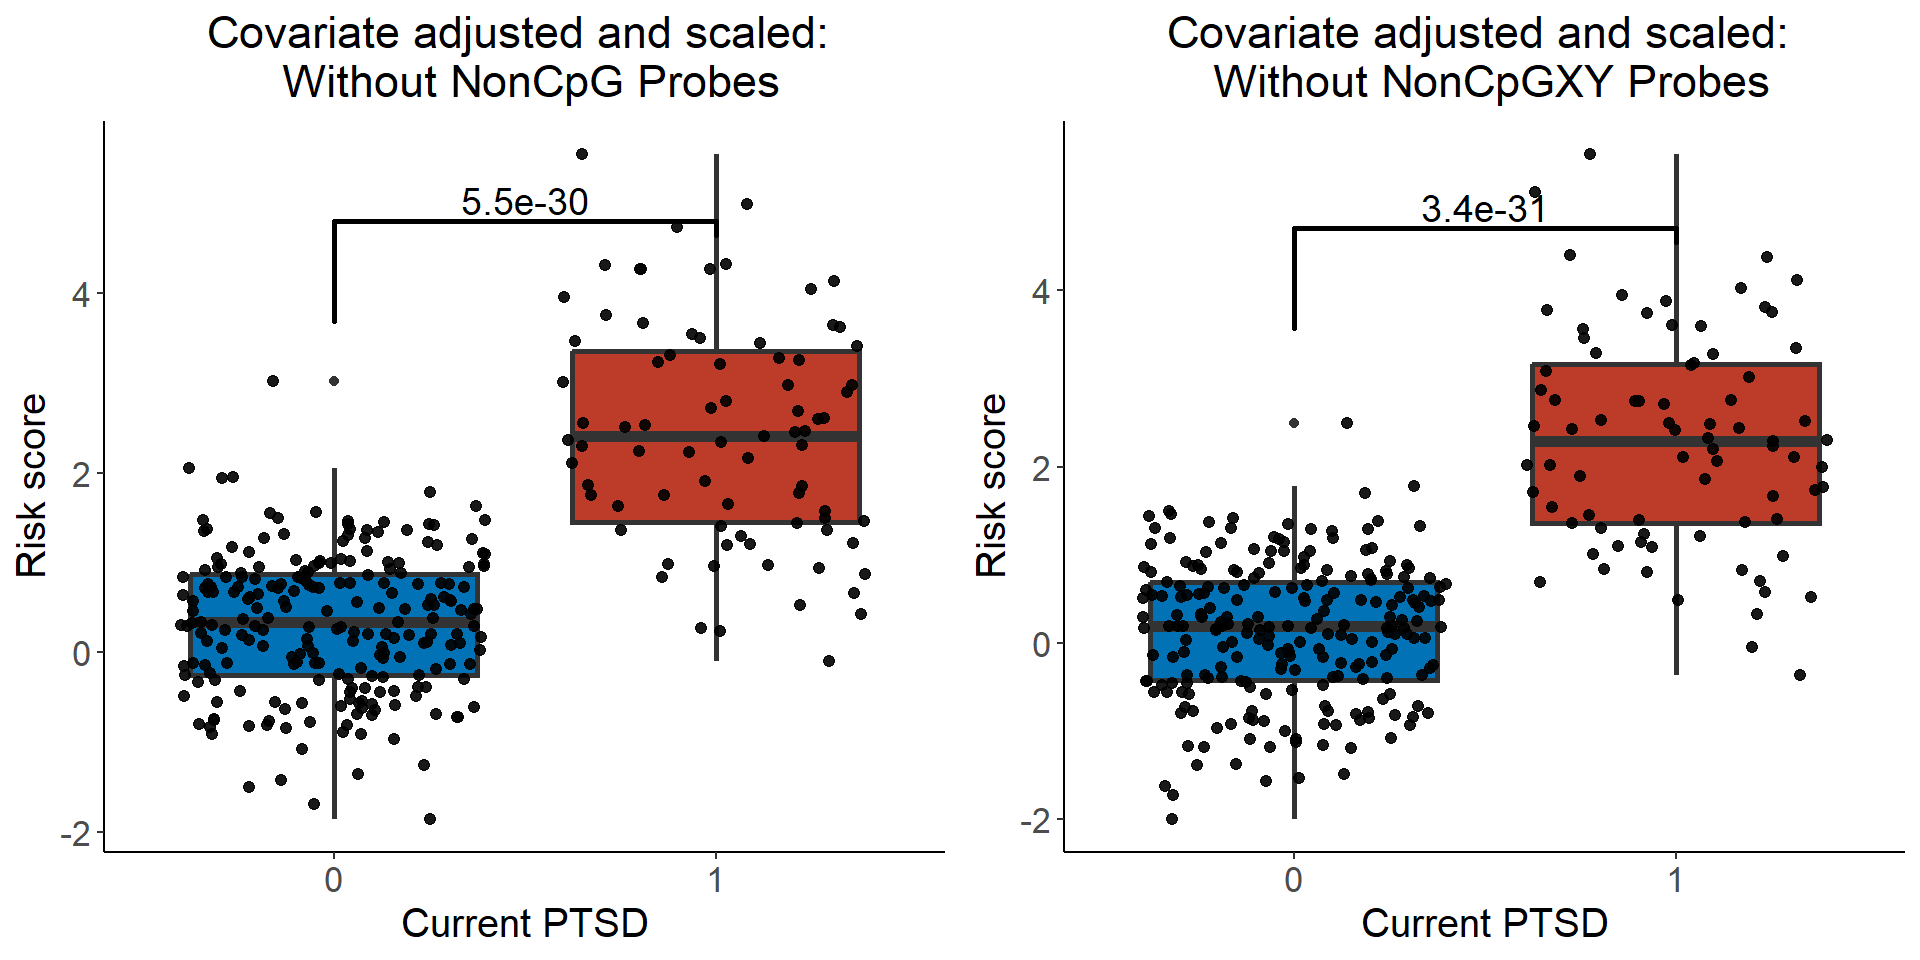 Covariate adjusted and scaled:
Without NonCpG Probes
5.5e-30
Risk score
4
2
0
-2
0
1
Current PTSD
Covariate adjusted and scaled:
Without NonCpGXY Probes
3.4e-31
Risk score
4
2
0
-2
0
1
Current PTSD